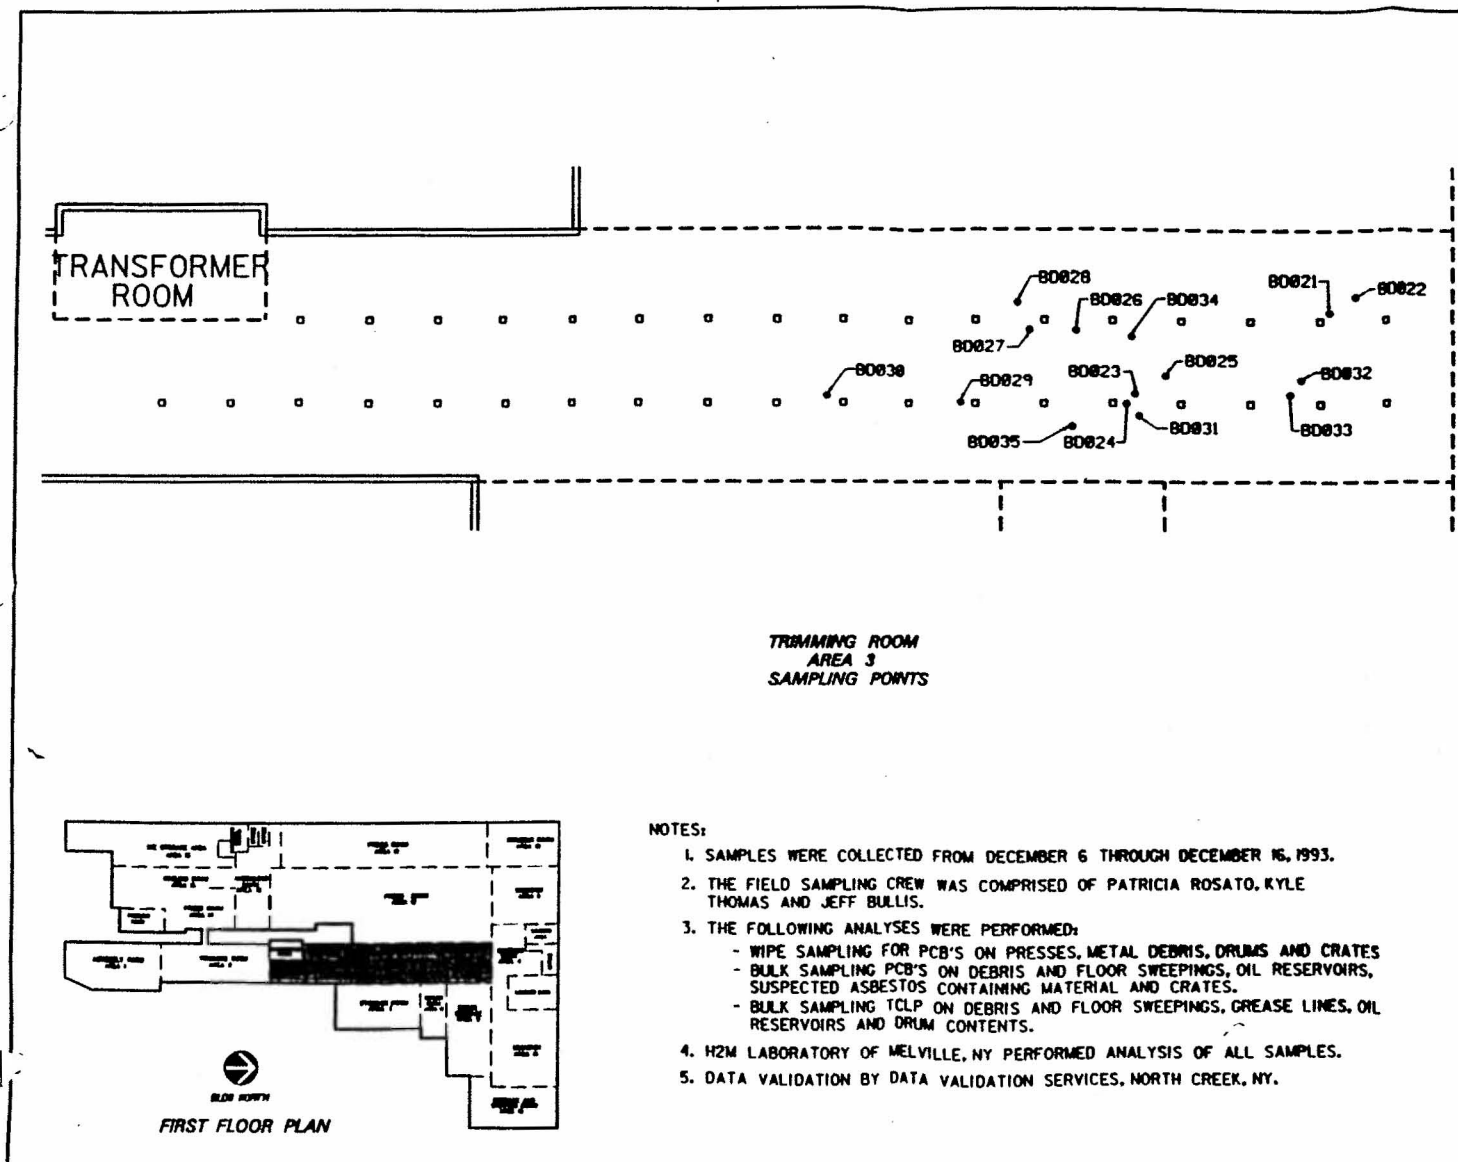 TRANSFORMER
ROOM
BD028
BD026
BD034
BD021
BD022
BD027
BD030
BD029
BD023
BD025
BD032
BD035
BD024
BD031
BD033
TRIMMING ROOM
AREA 3
SAMPLING POINTS
NOTES:
1. SAMPLES WERE COLLECTED FROM DECEMBER 6 THROUGH DECEMBER 16, 1993.
2. THE FIELD SAMPLING CREW WAS COMPRISED OF PATRICIA ROSATO, KYLE
THOMAS AND JEFF BULLIS.
3. THE FOLLOWING ANALYSES WERE PERFORMED:
- WIPE SAMPLING FOR PCB'S ON PRESSES, METAL DEBRIS, DRUMS AND CRATES
- BULK SAMPLING PCB'S ON DEBRIS AND FLOOR SWEEPINGS, OIL RESERVOIRS,
SUSPECTED ASBESTOS CONTAINING MATERIAL AND CRATES.
- BULK SAMPLING TCLP ON DEBRIS AND FLOOR SWEEPINGS, GREASE LINES, OIL
RESERVOIRS AND DRUM CONTENTS.
4. H2M LABORATORY OF MELVILLE, NY PERFORMED ANALYSIS OF ALL SAMPLES.
5. DATA VALIDATION BY DATA VALIDATION SERVICES, NORTH CREEK, NY.
BLDG NORTH
FIRST FLOOR PLAN